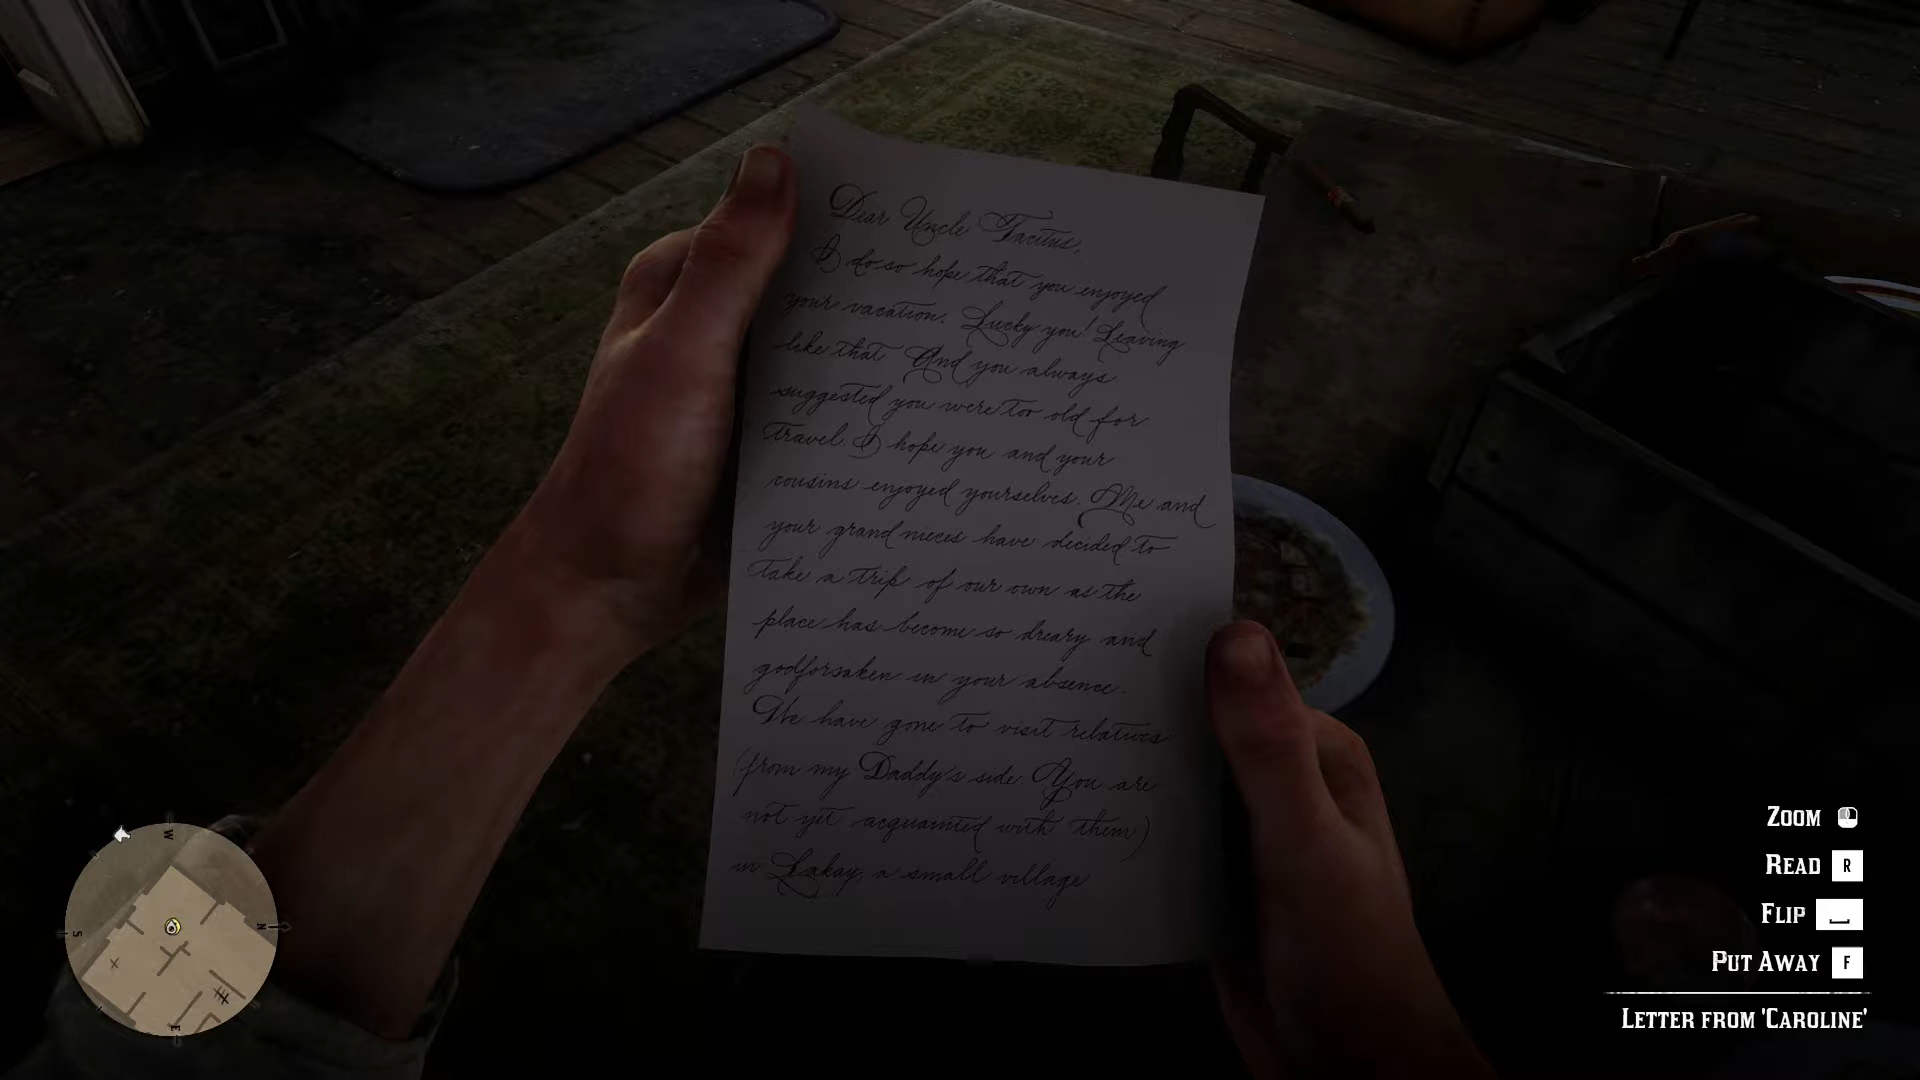 Dear Uncle Tacitus,
I do so hope that you enjoyed
your vacation. Lucky you! Leaving
like that. And you always
suggested you were too old for
travel. I hope you and your
cousins enjoyed yourselves. Me and
your grand nieces have decided to
take a trip of our own as the
place has become so dreary and
godforsaken in your absence.
We have gone to visit relatives
(from my Daddy's side. You are
not yet acquainted with them)
in Lakay, a small village
W
N
S
E
ZOOM
READ R
FLIP
PUT AWAY F
LETTER FROM 'CAROLINE'